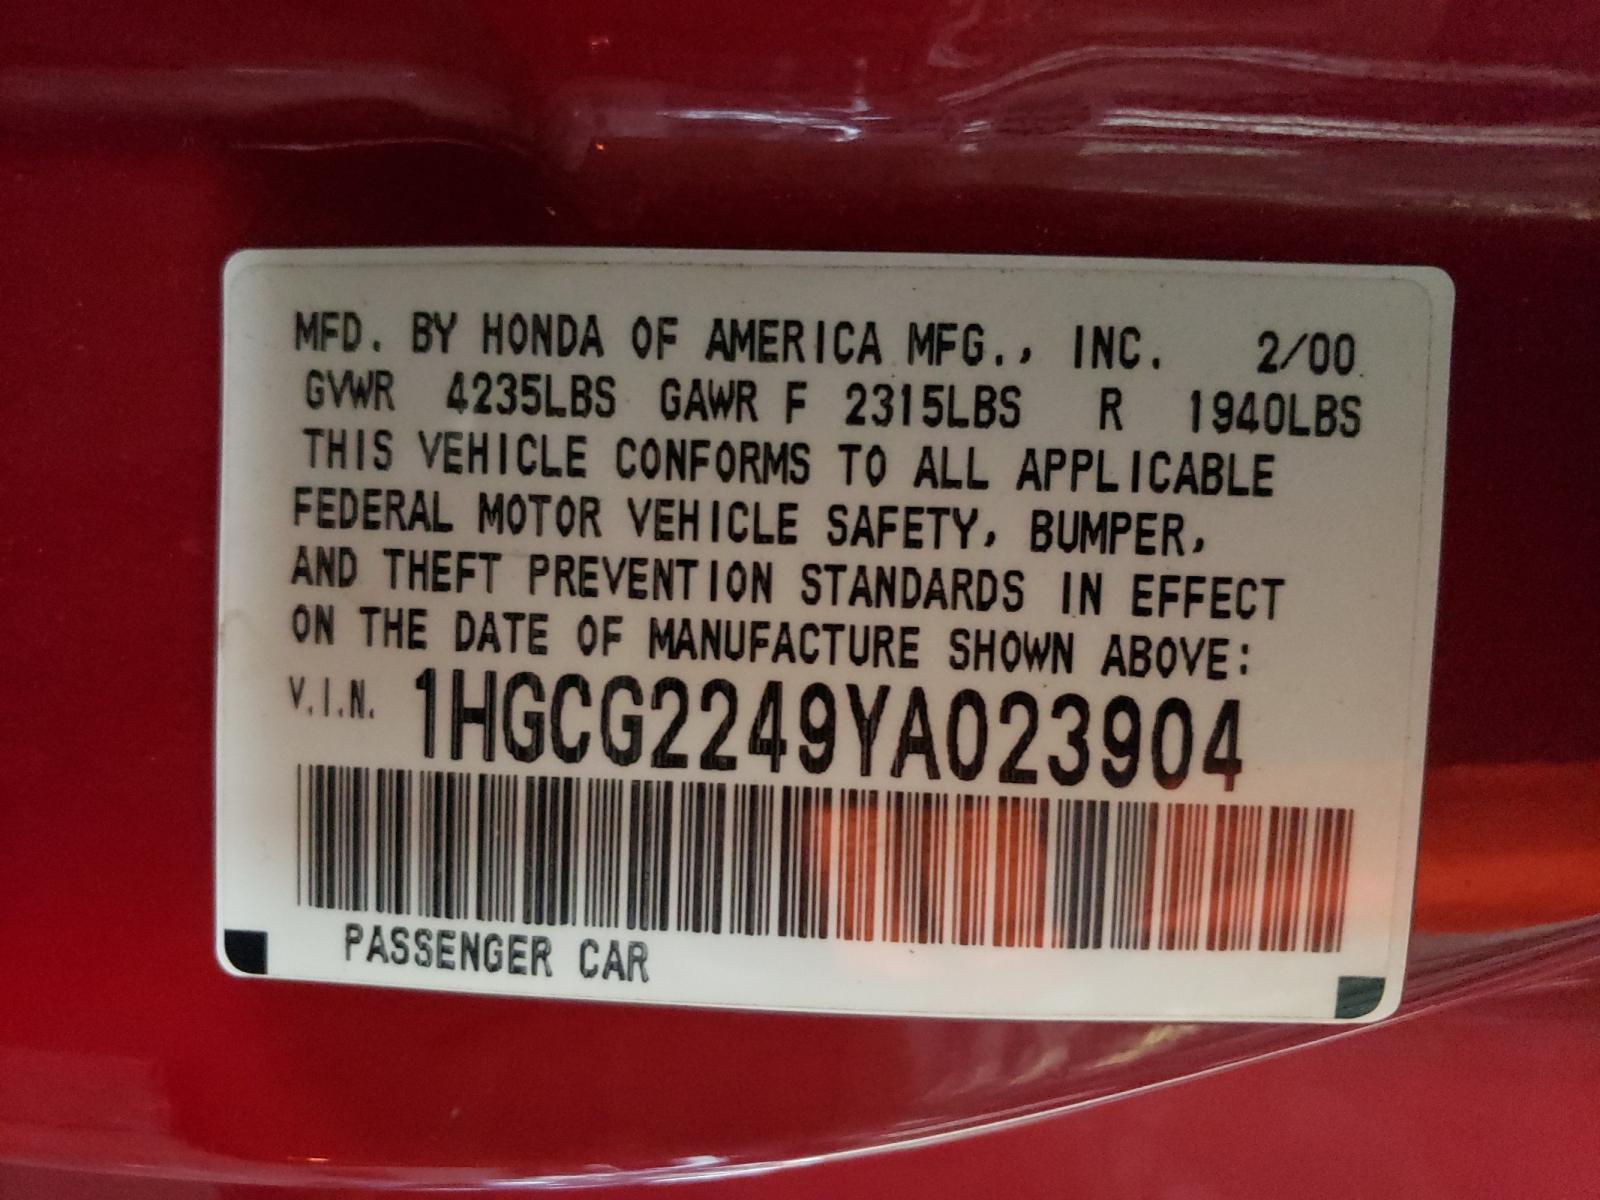 MFD. BY HONDA OF AMERICA MFG., INC. 2/00
GVWR 4235LBS GAWR F 2315LBS R 1940LBS
THIS VEHICLE CONFORMS TO ALL APPLICABLE
FEDERAL MOTOR VEHICLE SAFETY, BUMPER,
AND THEFT PREVENTION STANDARDS IN EFFECT
ON THE DATE OF MANUFACTURE SHOWN ABOVE:
V.I.N. 1HGCG2249YA023904
PASSENGER CAR